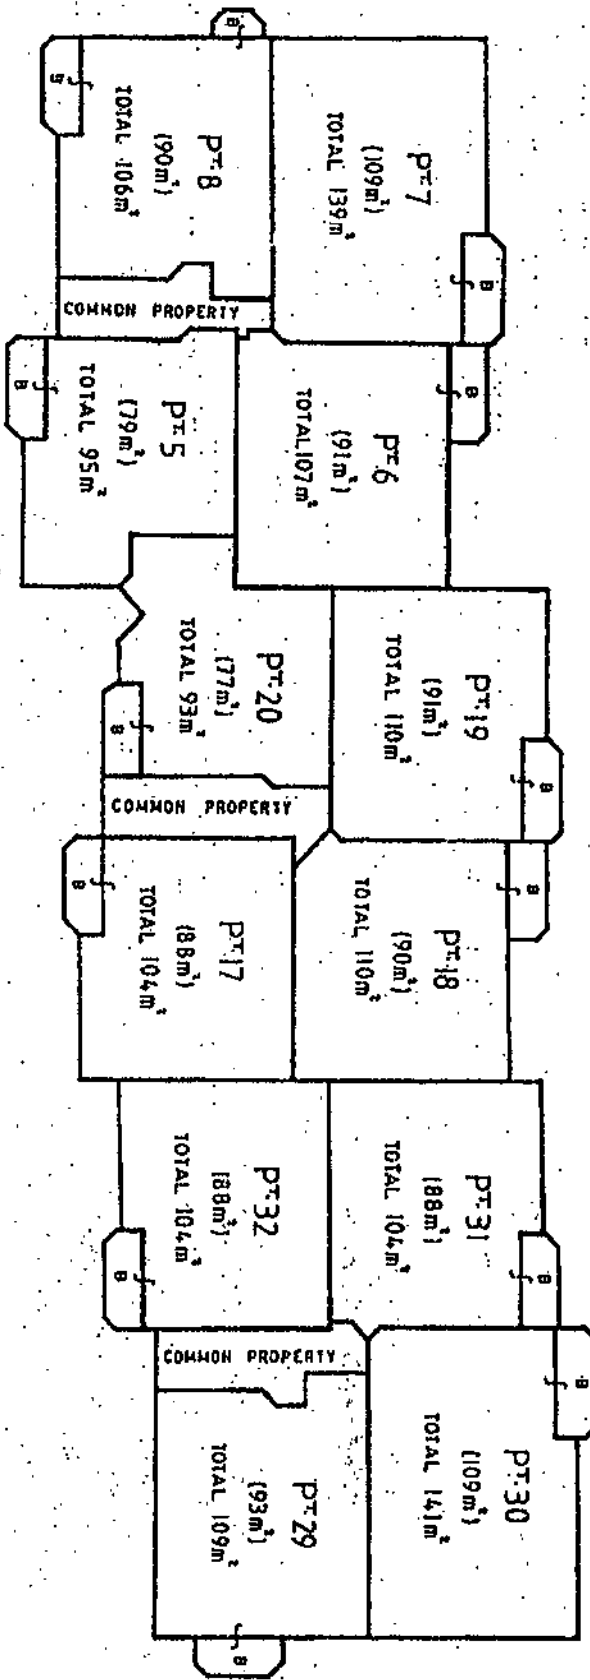 B
B
PT.8
(90m²)
TOTAL 106m²
PT.7
(109m²)
TOTAL 139m²
B
COMMON PROPERTY
B
PT.5
(79m²)
TOTAL 95m²
PT.6
(91m²)
TOTAL 107m²
B
PT.20
(77m²)
TOTAL 93m²
B
PT.19
(91m²)
TOTAL 110m²
B
COMMON PROPERTY
B
PT.17
(88m²)
TOTAL 104m²
PT.18
(90m²)
TOTAL 110m²
B
PT.32
(88m²)
TOTAL 104m²
B
PT.31
(88m²)
TOTAL 104m²
B
COMMON PROPERTY
PT.29
(93m²)
TOTAL 109m²
B
PT.30
(109m²)
TOTAL 141m²
B